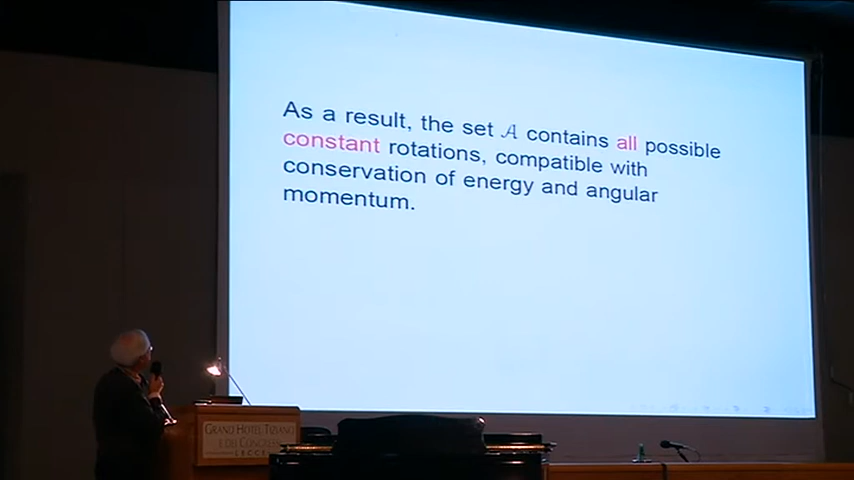 As a result, the set 𝒜 contains all possible
constant rotations, compatible with
conservation of energy and angular
momentum.
GRAND HOTEL TIZIANO
E DEI CONGRESSI
LECCE